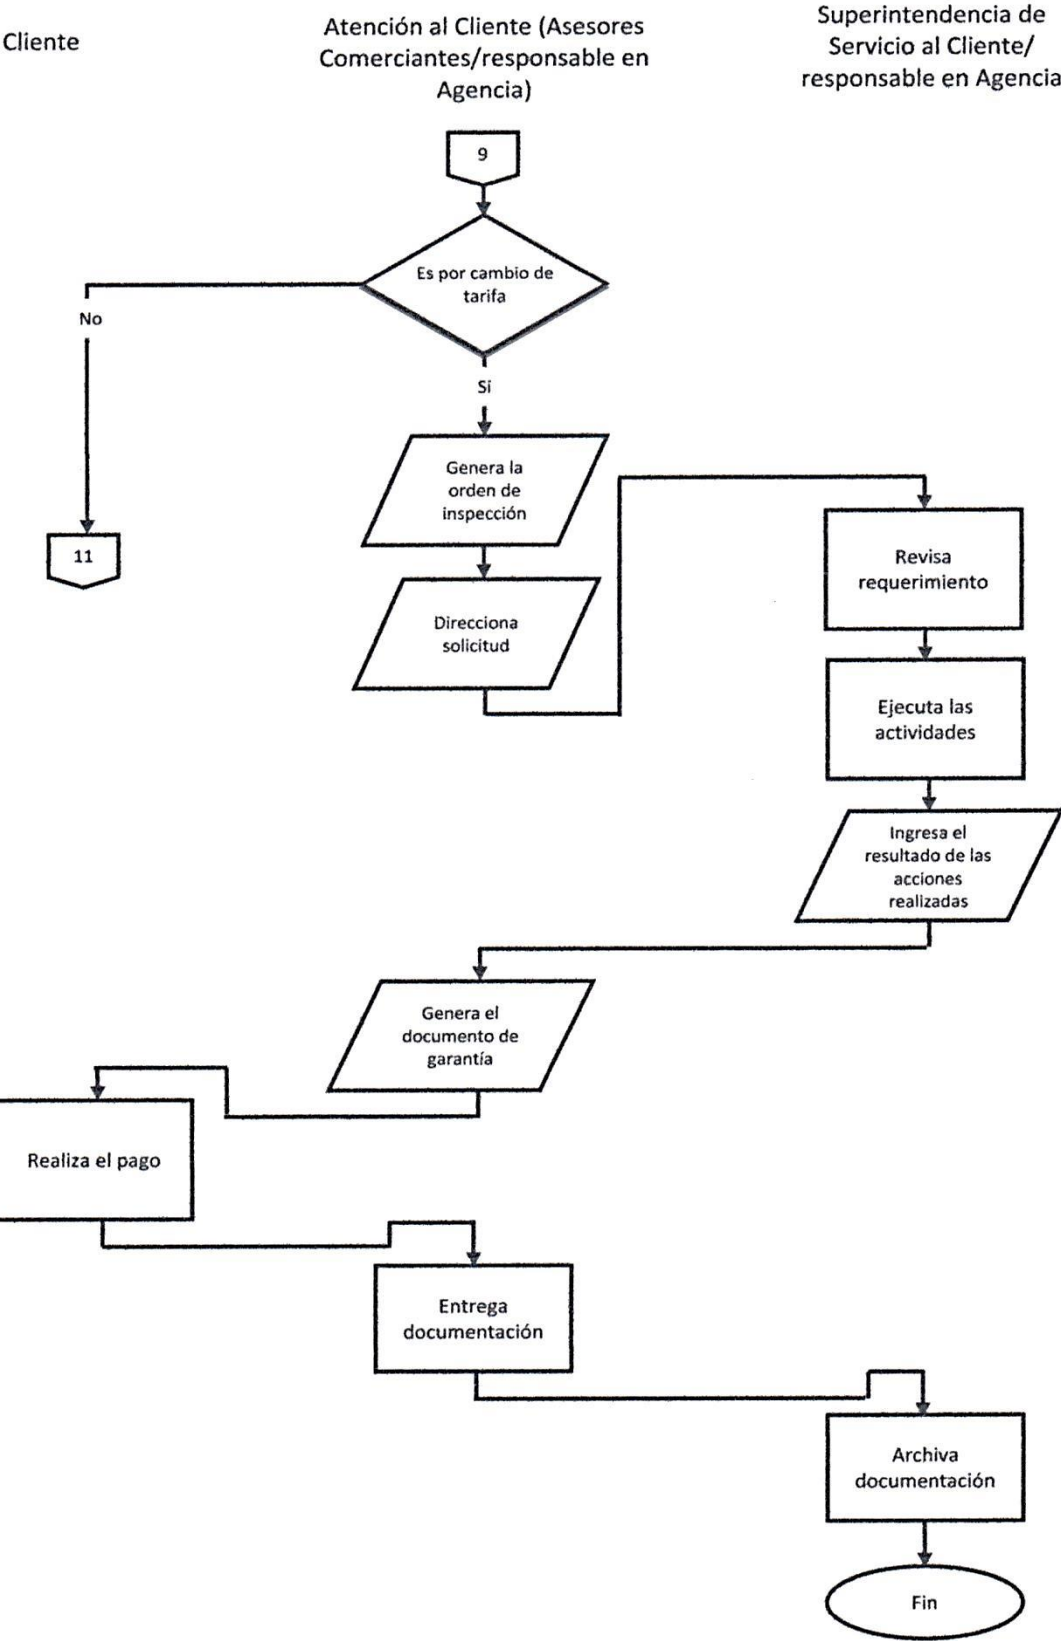 Cliente
Atención al Cliente (Asesores
Comerciantes/responsable en
Agencia)
Superintendencia de
Servicio al Cliente/
responsable en Agencia
9
Es por cambio de
tarifa
No
Sí
11
Genera la
orden de
inspección
Direcciona
solicitud
Revisa
requerimiento
Ejecuta las
actividades
Ingresa el
resultado de las
acciones
realizadas
Genera el
documento de
garantía
Realiza el pago
Entrega
documentación
Archiva
documentación
Fin